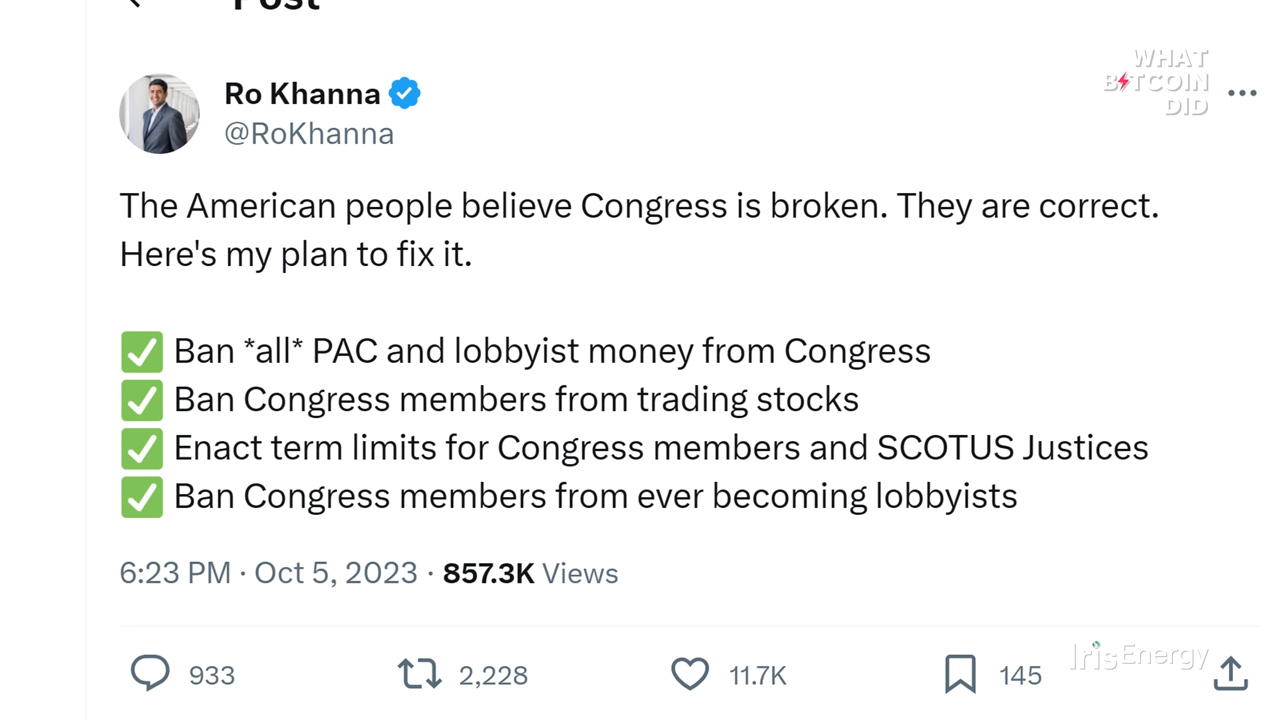 Post
WHAT
BITCOIN
DID
Ro Khanna
@RoKhanna
The American people believe Congress is broken. They are correct.
Here's my plan to fix it.
✅ Ban *all* PAC and lobbyist money from Congress
✅ Ban Congress members from trading stocks
✅ Enact term limits for Congress members and SCOTUS Justices
✅ Ban Congress members from ever becoming lobbyists
6:23 PM · Oct 5, 2023 · 857.3K Views
933 2,228 11.7K 145
IrisEnergy